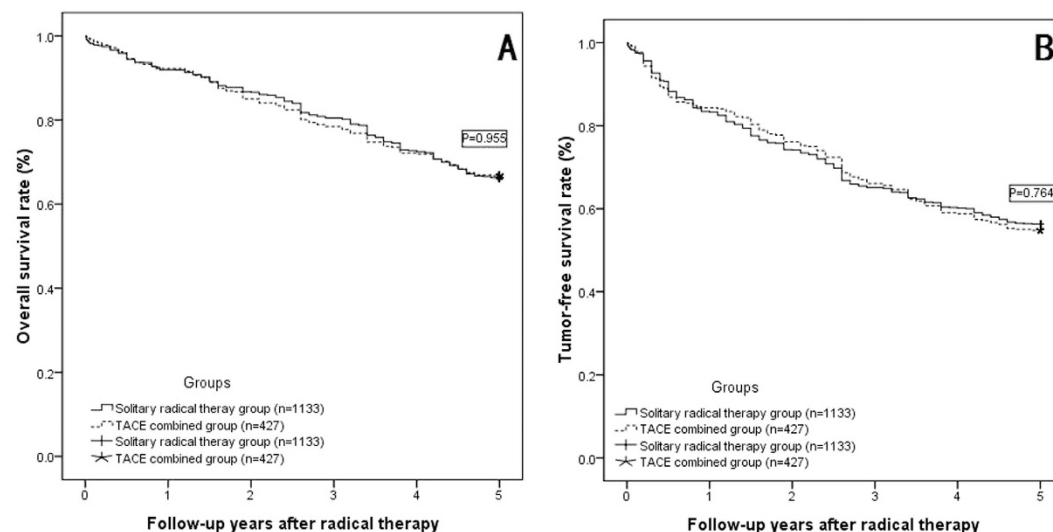 A
Overall survival rate (%)
1.0
0.8
0.6
0.4
0.2
0.0
P=0.955
Groups
Solitary radical theray group (n=1133)
TACE combined group (n=427)
Solitary radical theray group (n=1133)
TACE combined group (n=427)
0 1 2 3 4 5
Follow-up years after radical therapy
B
Tumor-free survival rate (%)
1.0
0.8
0.6
0.4
0.2
0.0
P=0.764
Groups
Solitary radical therapy group (n=1133)
TACE combined group (n=427)
Solitary radical therapy group (n=1133)
TACE combined group (n=427)
0 1 2 3 4 5
Follow-up years after radical therapy